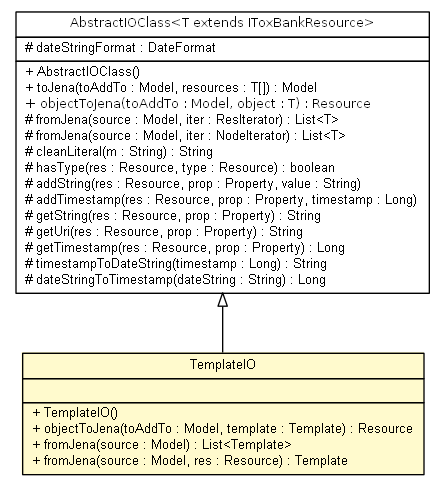 AbstractIOClass<T extends IToxBankResource>
# dateStringFormat : DateFormat
+ AbstractIOClass()
+ toJena(toAddTo : Model, resources : T[]) : Model
+ objectToJena(toAddTo : Model, object : T) : Resource
# fromJena(source : Model, iter : ResIterator) : List<T>
# fromJena(source : Model, iter : NodeIterator) : List<T>
# cleanLiteral(m : String) : String
# hasType(res : Resource, type : Resource) : boolean
# addString(res : Resource, prop : Property, value : String)
# addTimestamp(res : Resource, prop : Property, timestamp : Long)
# getString(res : Resource, prop : Property) : String
# getUri(res : Resource, prop : Property) : String
# getTimestamp(res : Resource, prop : Property) : Long
# timestampToDateString(timestamp : Long) : String
# dateStringToTimestamp(dateString : String) : Long
TemplateIO
+ TemplateIO()
+ objectToJena(toAddTo : Model, template : Template) : Resource
+ fromJena(source : Model) : List<Template>
+ fromJena(source : Model, res : Resource) : Template